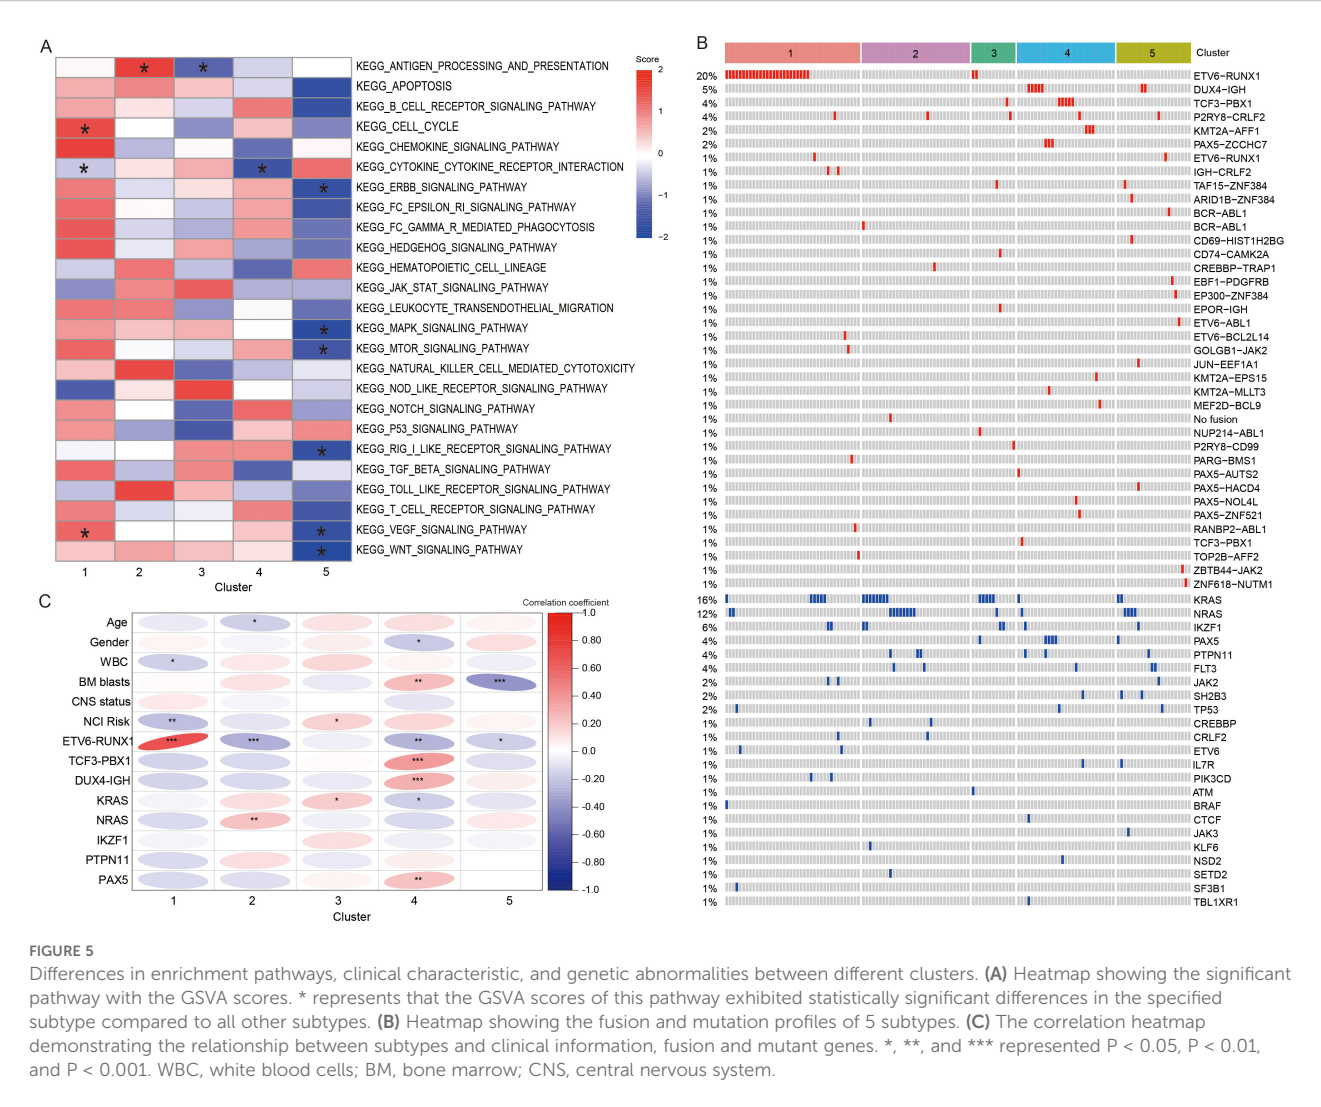 A
*
*
KEGG_ANTIGEN_PROCESSING_AND_PRESENTATION
KEGG_APOPTOSIS
KEGG_B_CELL_RECEPTOR_SIGNALING_PATHWAY
*
KEGG_CELL_CYCLE
KEGG_CHEMOKINE_SIGNALING_PATHWAY
*
*
KEGG_CYTOKINE_CYTOKINE_RECEPTOR_INTERACTION
*
KEGG_ERBB_SIGNALING_PATHWAY
KEGG_FC_EPSILON_RI_SIGNALING_PATHWAY
KEGG_FC_GAMMA_R_MEDIATED_PHAGOCYTOSIS
KEGG_HEDGEHOG_SIGNALING_PATHWAY
KEGG_HEMATOPOIETIC_CELL_LINEAGE
KEGG_JAK_STAT_SIGNALING_PATHWAY
KEGG_LEUKOCYTE_TRANSENDOTHELIAL_MIGRATION
*
KEGG_MAPK_SIGNALING_PATHWAY
*
KEGG_MTOR_SIGNALING_PATHWAY
KEGG_NATURAL_KILLER_CELL_MEDIATED_CYTOTOXICITY
KEGG_NOD_LIKE_RECEPTOR_SIGNALING_PATHWAY
KEGG_NOTCH_SIGNALING_PATHWAY
KEGG_P53_SIGNALING_PATHWAY
*
KEGG_RIG_I_LIKE_RECEPTOR_SIGNALING_PATHWAY
KEGG_TGF_BETA_SIGNALING_PATHWAY
KEGG_TOLL_LIKE_RECEPTOR_SIGNALING_PATHWAY
KEGG_T_CELL_RECEPTOR_SIGNALING_PATHWAY
*
*
KEGG_VEGF_SIGNALING_PATHWAY
*
KEGG_WNT_SIGNALING_PATHWAY
1 2 3 4 5
Cluster
Score
2
1
0
−1
−2
B
1 2 3 4 5 Cluster
20% ETV6−RUNX1
5% DUX4−IGH
4% TCF3−PBX1
4% P2RY8−CRLF2
2% KMT2A−AFF1
2% PAX5−ZCCHC7
1% ETV6−RUNX1
1% IGH−CRLF2
1% TAF15−ZNF384
1% ARID1B−ZNF384
1% BCR−ABL1
1% BCR−ABL1
1% CD69−HIST1H2BG
1% CD74−CAMK2A
1% CREBBP−TRAP1
1% EBF1−PDGFRB
1% EP300−ZNF384
1% EPOR−IGH
1% ETV6−ABL1
1% ETV6−BCL2L14
1% GOLGB1−JAK2
1% JUN−EEF1A1
1% KMT2A−EPS15
1% KMT2A−MLLT3
1% MEF2D−BCL9
1% No fusion
1% NUP214−ABL1
1% P2RY8−CD99
1% PARG−BMS1
1% PAX5−AUTS2
1% PAX5−HACD4
1% PAX5−NOL4L
1% PAX5−ZNF521
1% RANBP2−ABL1
1% TCF3−PBX1
1% TOP2B−AFF2
1% ZBTB44−JAK2
1% ZNF618−NUTM1
16% KRAS
12% NRAS
6% IKZF1
4% PAX5
4% PTPN11
4% FLT3
2% JAK2
2% SH2B3
2% TP53
1% CREBBP
1% CRLF2
1% ETV6
1% IL7R
1% PIK3CD
1% ATM
1% BRAF
1% CTCF
1% JAK3
1% KLF6
1% NSD2
1% SETD2
1% SF3B1
1% TBL1XR1
C
Correlation coefficient
Age *
Gender *
WBC *
BM blasts ** ***
CNS status
NCI Risk ** *
ETV6-RUNX1 *** *** ** *
TCF3-PBX1 ***
DUX4-IGH ***
KRAS * *
NRAS **
IKZF1
PTPN11
PAX5 **
1 2 3 4 5
Cluster
1.0
0.80
0.60
0.40
0.20
0.0
-0.20
-0.40
-0.60
-0.80
-1.0
FIGURE 5
Differences in enrichment pathways, clinical characteristic, and genetic abnormalities between different clusters. (A) Heatmap showing the significant
pathway with the GSVA scores. * represents that the GSVA scores of this pathway exhibited statistically significant differences in the specified
subtype compared to all other subtypes. (B) Heatmap showing the fusion and mutation profiles of 5 subtypes. (C) The correlation heatmap
demonstrating the relationship between subtypes and clinical information, fusion and mutant genes. *, **, and *** represented P < 0.05, P < 0.01,
and P < 0.001. WBC, white blood cells; BM, bone marrow; CNS, central nervous system.